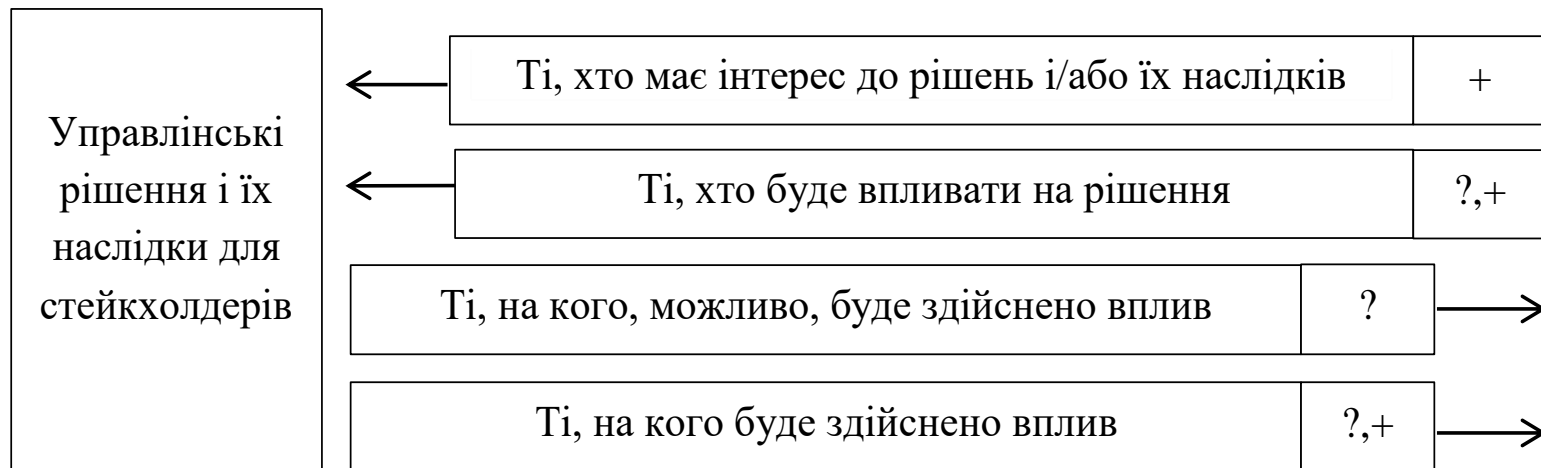 Управлінські
рішення і їх
наслідки для
стейкхолдерів
Ті, хто має інтерес до рішень і/або їх наслідків
+
Ті, хто буде впливати на рішення
?,+
Ті, на кого, можливо, буде здійснено вплив
?
Ті, на кого буде здійснено вплив
?,+